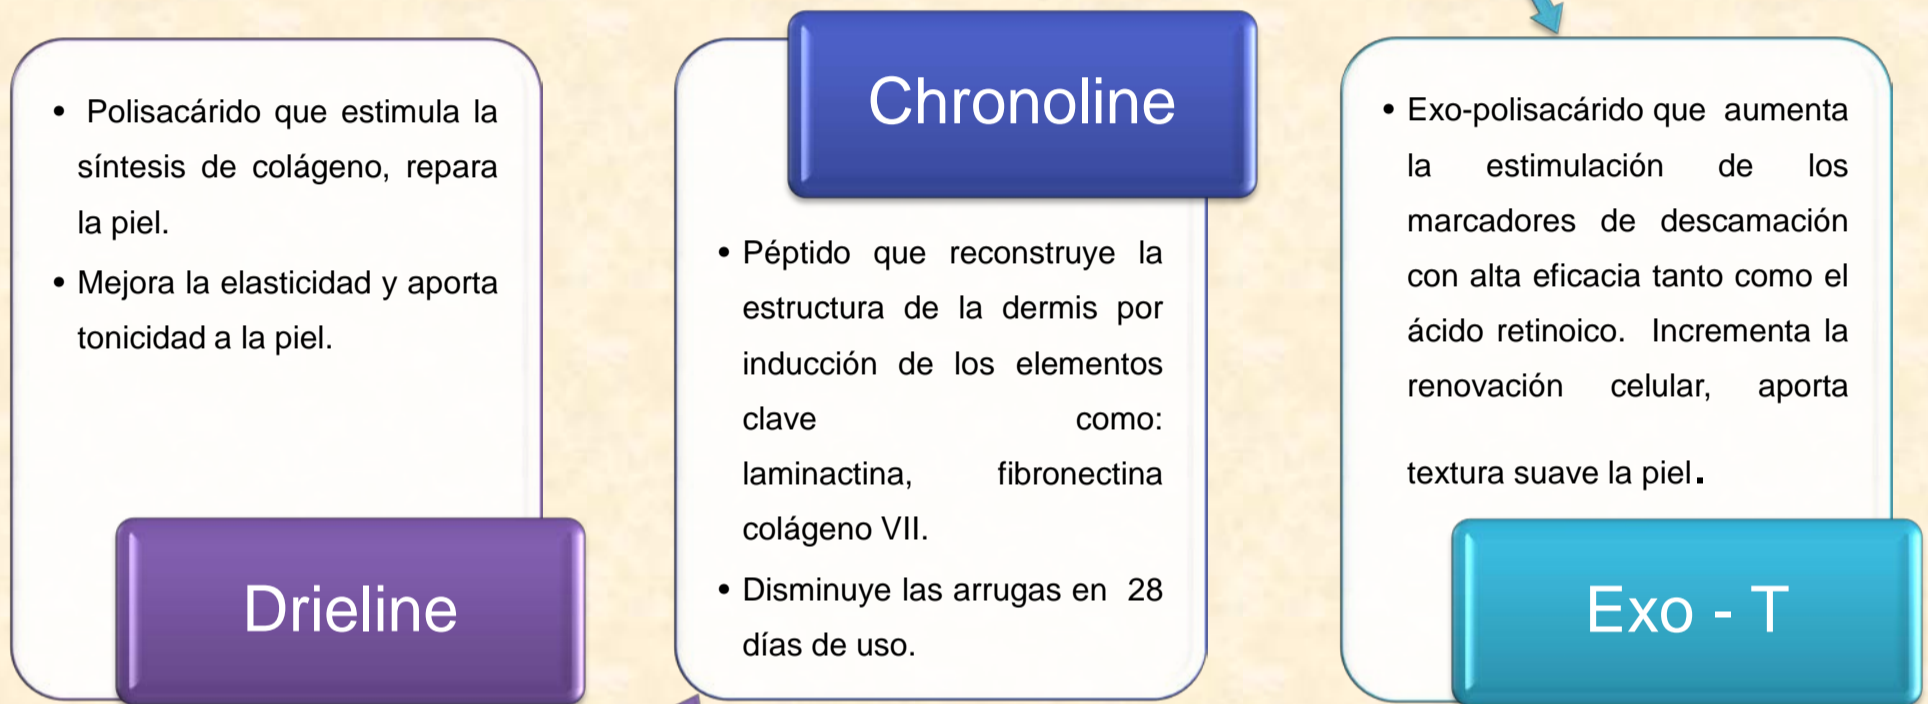 • Polisacárido que estimula la
síntesis de colágeno, repara
la piel.
• Mejora la elasticidad y aporta
tonicidad a la piel.
Drieline
Chronoline
• Péptido que reconstruye la
estructura de la dermis por
inducción de los elementos
clave como:
laminactina, fibronectina
colágeno VII.
• Disminuye las arrugas en 28
días de uso.
• Exo-polisacárido que aumenta
la estimulación de los
marcadores de descamación
con alta eficacia tanto como el
ácido retinoico. Incrementa la
renovación celular, aporta
textura suave la piel.
Exo - T